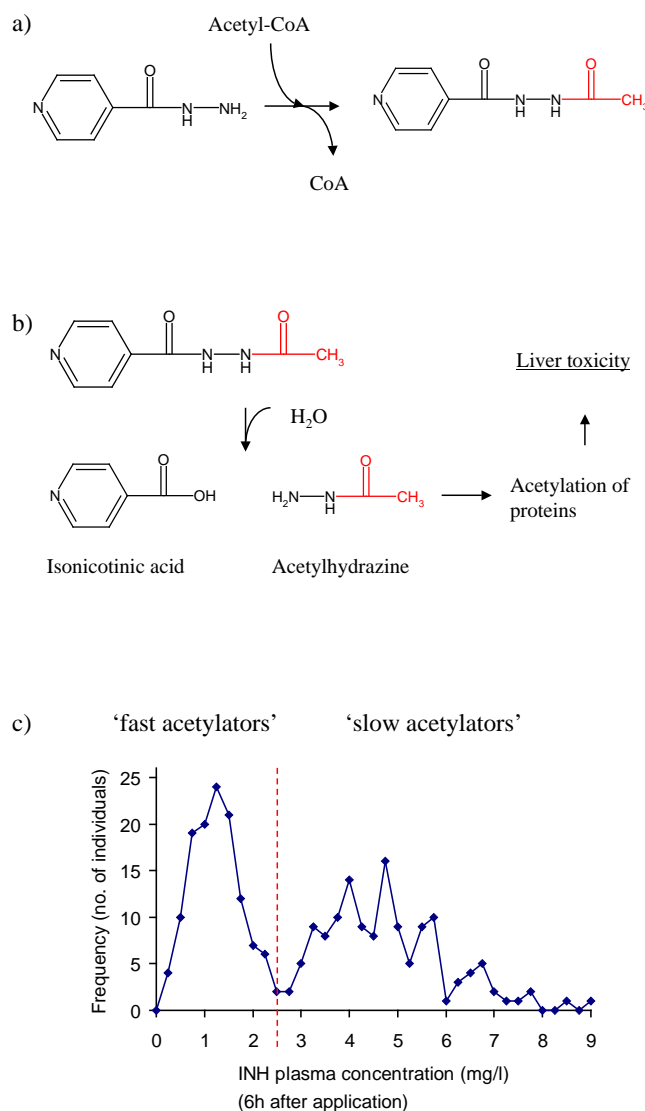 a)
Acetyl-CoA
O
N
N
H
NH2
CoA
O
O
N
N
H
N
H
CH3
b)
O
O
N
N
H
N
H
CH3
Liver toxicity
H2O
O
N
OH
O
H2N
N
H
CH3
Acetylation of
proteins
Isonicotinic acid
Acetylhydrazine
c)
'fast acetylators'
'slow acetylators'
Frequency (no. of individuals)
25
20
15
10
5
0
0 1 2 3 4 5 6 7 8 9
INH plasma concentration (mg/l)
(6h after application)